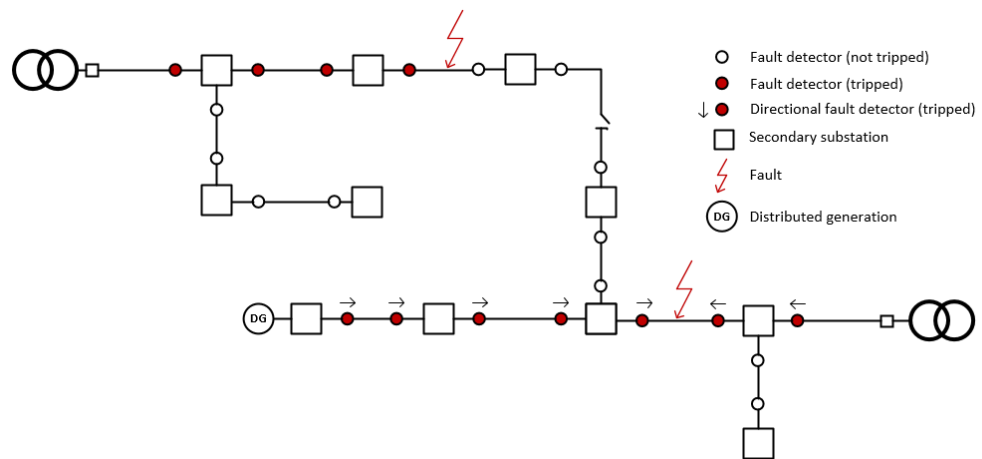 Fault detector (not tripped)
Fault detector (tripped)
Directional fault detector (tripped)
Secondary substation
Fault
DG Distributed generation
DG